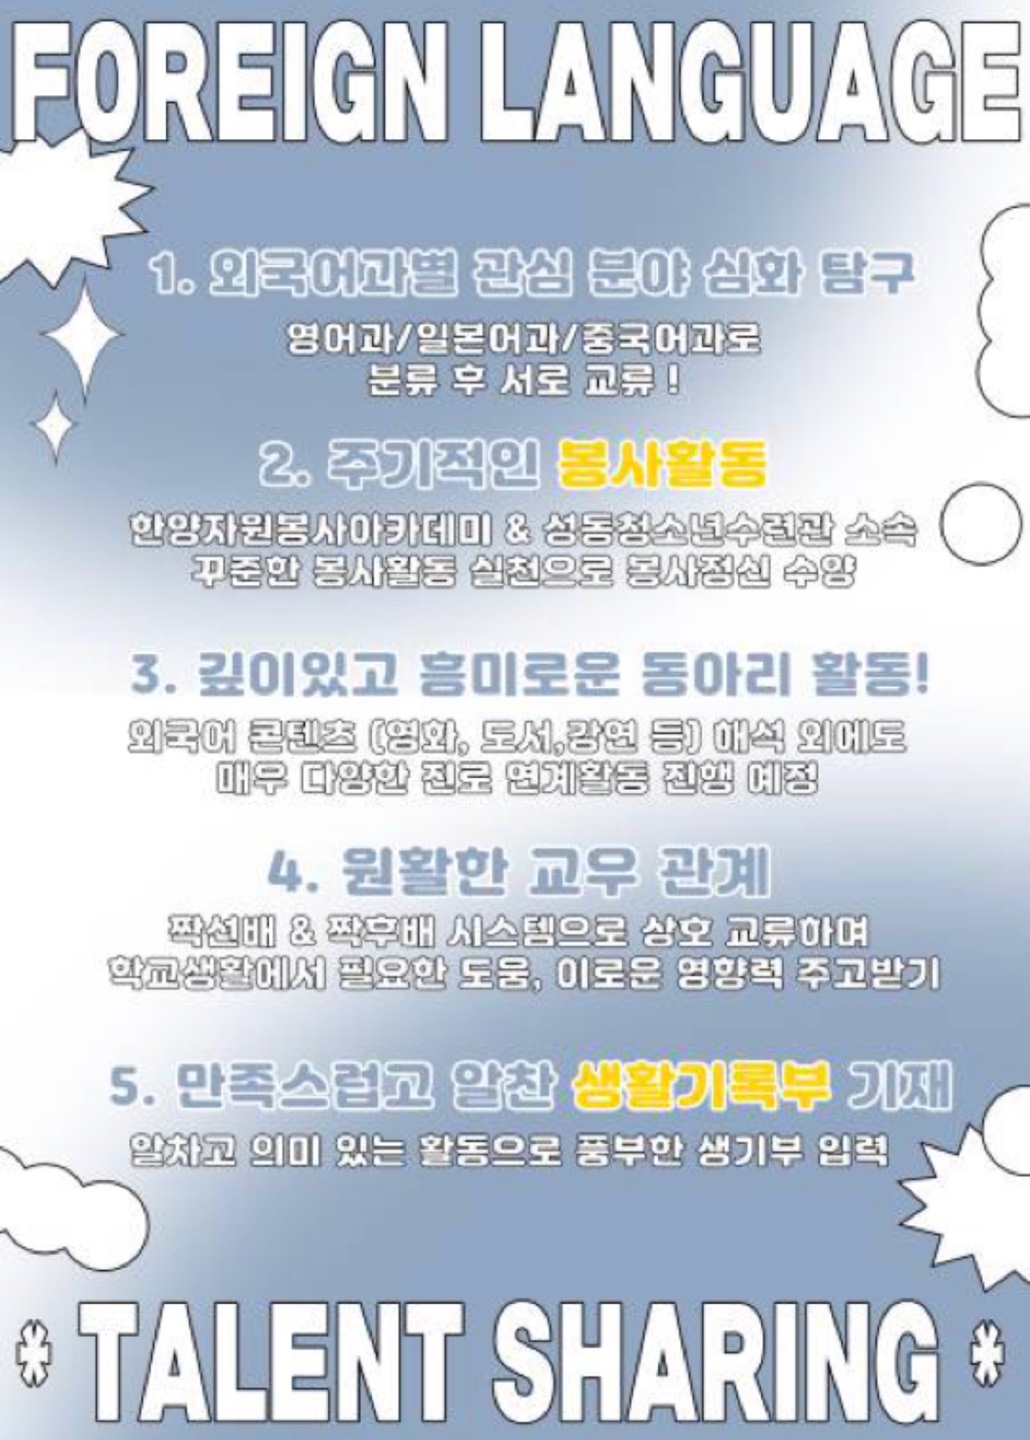 FOREIGN LANGUAGE
1. 외국어과별 관심 분야 심화 탐구
영어과/일본어과/중국어과로
분류 후 서로 교류 !
2. 주기적인 봉사활동
한양자원봉사아카데미 & 성동청소년수련관 소속
꾸준한 봉사활동 실천으로 봉사정신 수양
3. 깊이있고 흥미로운 동아리 활동!
외국어 콘텐츠 (영화, 도서,강연 등) 해석 외에도
매우 다양한 진로 연계활동 진행 예정
4. 원활한 교우 관계
짝선배 & 짝후배 시스템으로 상호 교류하며
학교생활에서 필요한 도움, 이로운 영향력 주고받기
5. 만족스럽고 알찬 생활기록부 기재
알차고 의미 있는 활동으로 풍부한 생기부 입력
* TALENT SHARING *